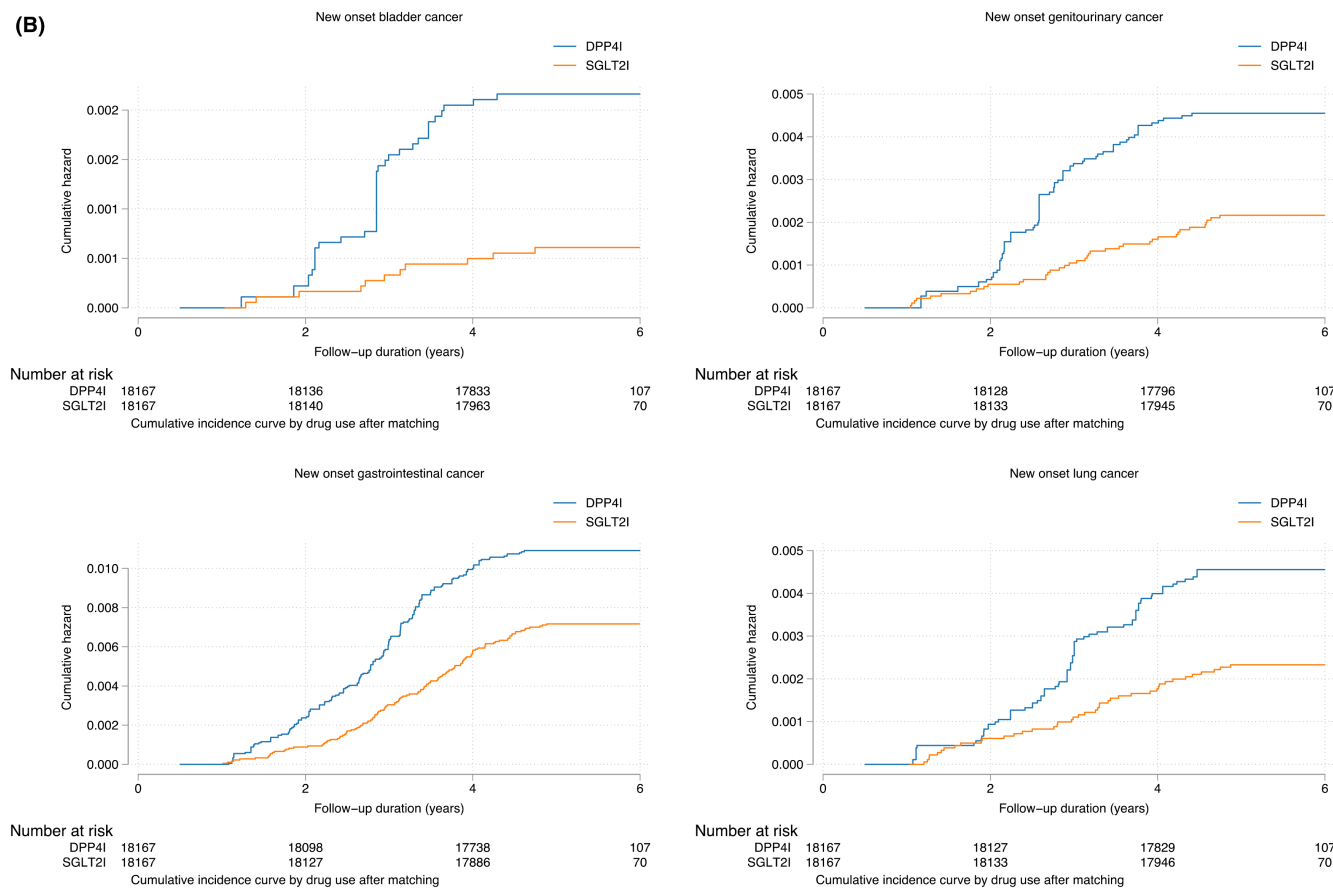 (B)
New onset bladder cancer
DPP4I
SGLT2I
Cumulative hazard
0.002
0.002
0.001
0.001
0.000
0 2 4 6
Follow−up duration (years)
Number at risk
DPP4I 18167 18136 17833 107
SGLT2I 18167 18140 17963 70
Cumulative incidence curve by drug use after matching
New onset genitourinary cancer
DPP4I
SGLT2I
Cumulative hazard
0.005
0.004
0.003
0.002
0.001
0.000
0 2 4 6
Follow−up duration (years)
Number at risk
DPP4I 18167 18128 17796 107
SGLT2I 18167 18133 17945 70
Cumulative incidence curve by drug use after matching
New onset gastrointestinal cancer
DPP4I
SGLT2I
Cumulative hazard
0.010
0.008
0.006
0.004
0.002
0.000
0 2 4 6
Follow−up duration (years)
Number at risk
DPP4I 18167 18098 17738 107
SGLT2I 18167 18127 17886 70
Cumulative incidence curve by drug use after matching
New onset lung cancer
DPP4I
SGLT2I
Cumulative hazard
0.005
0.004
0.003
0.002
0.001
0.000
0 2 4 6
Follow−up duration (years)
Number at risk
DPP4I 18167 18127 17829 107
SGLT2I 18167 18133 17946 70
Cumulative incidence curve by drug use after matching